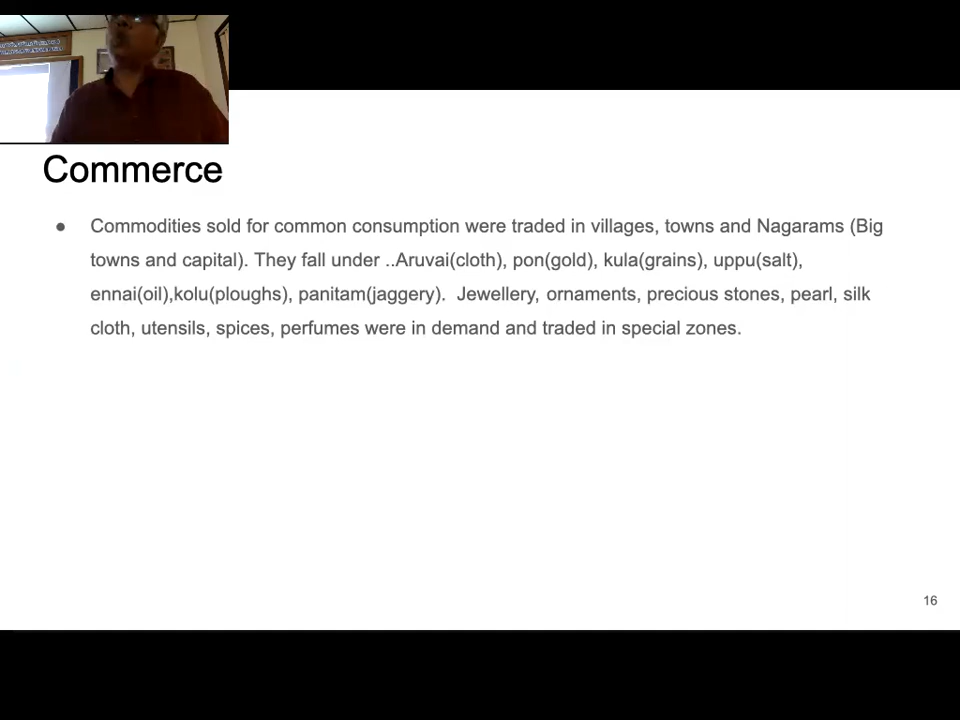 Commerce
● Commodities sold for common consumption were traded in villages, towns and Nagarams (Big
towns and capital). They fall under ..Aruvai(cloth), pon(gold), kula(grains), uppu(salt),
ennai(oil),kolu(ploughs), panitam(jaggery).  Jewellery, ornaments, precious stones, pearl, silk
cloth, utensils, spices, perfumes were in demand and traded in special zones.
16